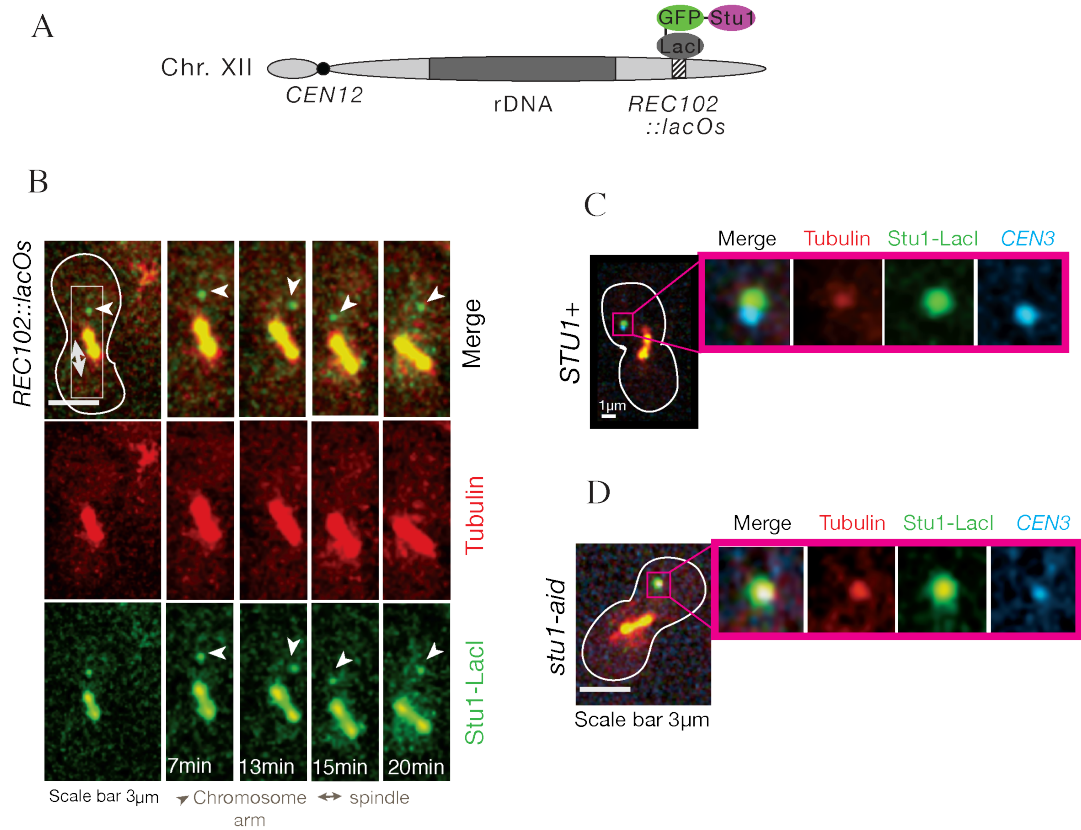 A
GFP-Stu1
LacI
Chr. XII
CEN12
rDNA
REC102
::lacOs
B
REC102::lacOs
Merge
Tubulin
Stu1-LacI
7min
13min
15min
20min
Scale bar 3µm
Chromosome
arm
spindle
C
Merge
Tubulin
Stu1-LacI
CEN3
STU1+
1µm
D
Merge
Tubulin
Stu1-LacI
CEN3
stu1-aid
Scale bar 3µm